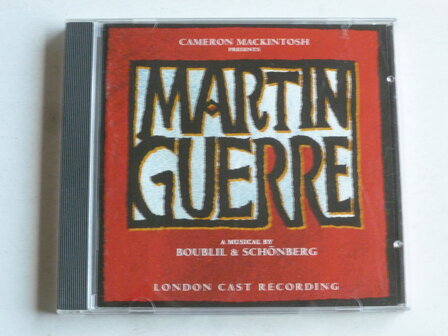 CAMERON MACKINTOSH
PRESENTS
MARTIN
GUERRE
A MUSICAL BY
BOUBLIL & SCHÖNBERG
LONDON CAST RECORDING